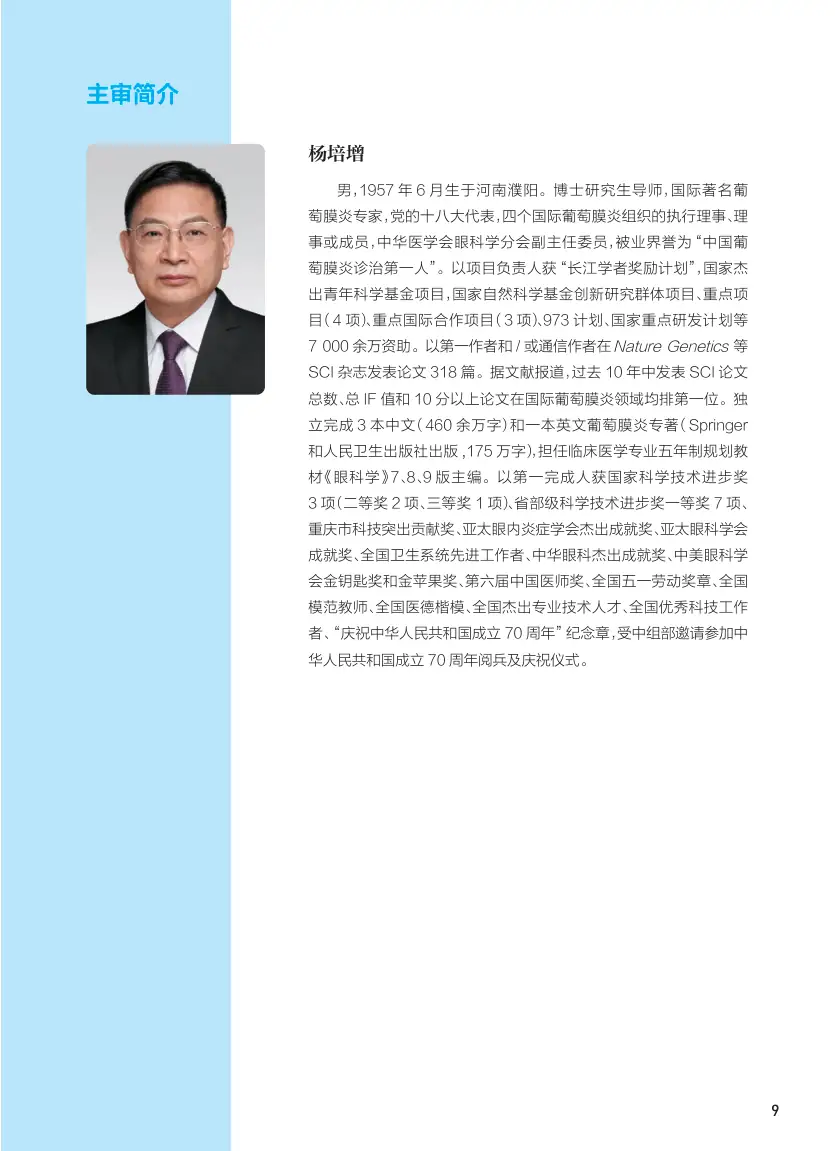 主审简介
杨培增
男，1957 年 6 月生于河南濮阳。博士研究生导师，国际著名葡
萄膜炎专家，党的十八大代表，四个国际葡萄膜炎组织的执行理事、理
事或成员，中华医学会眼科学分会副主任委员，被业界誉为“中国葡
萄膜炎诊治第一人”。以项目负责人获“长江学者奖励计划”，国家杰
出青年科学基金项目，国家自然科学基金创新研究群体项目、重点项
目（4 项）、重点国际合作项目（3 项）、973 计划、国家重点研发计划等
7 000 余万资助。以第一作者和 / 或通信作者在 Nature Genetics 等
SCI 杂志发表论文 318 篇。据文献报道，过去 10 年中发表 SCI 论文
总数、总 IF 值和 10 分以上论文在国际葡萄膜炎领域均排第一位。独
立完成 3 本中文（460 余万字）和一本英文葡萄膜炎专著（Springer
和人民卫生出版社出版，175 万字），担任临床医学专业五年制规划教
材《眼科学》7、8、9 版主编。以第一完成人获国家科学技术进步奖
3 项（二等奖 2 项、三等奖 1 项）、省部级科学技术进步奖一等奖 7 项、
重庆市科技突出贡献奖、亚太眼内炎症学会杰出成就奖、亚太眼科学会
成就奖、全国卫生系统先进工作者、中华眼科杰出成就奖、中美眼科学
会金钥匙奖和金苹果奖、第六届中国医师奖、全国五一劳动奖章、全国
模范教师、全国医德楷模、全国杰出专业技术人才、全国优秀科技工作
者、“庆祝中华人民共和国成立 70 周年”纪念章，受中组部邀请参加中
华人民共和国成立 70 周年阅兵及庆祝仪式。
9